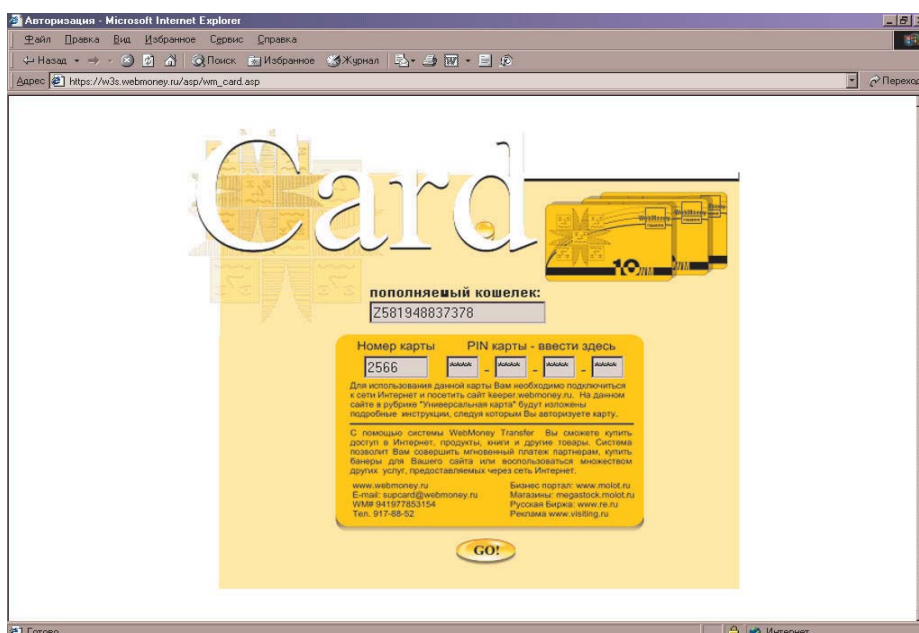 Авторизация - Microsoft Internet Explorer
Файл Правка Вид Избранное Сервис Справка
Назад Поиск Избранное Журнал
Адрес https://w3s.webmoney.ru/asp/wm_card.asp Переход
Card
WebMoney
10 WM
пополняемый кошелек:
Z581948837378
Номер карты PIN карты - ввести здесь
2566 **** - **** - **** - ****
Для использования данной карты Вам необходимо подключиться
к сети Интернет и посетить сайт keeper.webmoney.ru. На данном
сайте в рубрике "Универсальная карта" будут изложены
подробные инструкции, следуя которым Вы авторизуете карту.
С помощью системы WebMoney Transfer Вы сможете купить
доступ в Интернет, продукты, книги и другие товары. Система
позволит Вам совершить мгновенный платеж партнерам, купить
банеры для Вашего сайта или воспользоваться множеством
других услуг, предоставляемых через сеть Интернет.
www.webmoney.ru
E-mail: supcard@webmoney.ru
WM# 941977853154
Тел. 917-88-52
Бизнес портал: www.molot.ru
Магазины: megastock.molot.ru
Русская Биржа: www.re.ru
Реклама www.visiting.ru
GO!
Готово Интернет